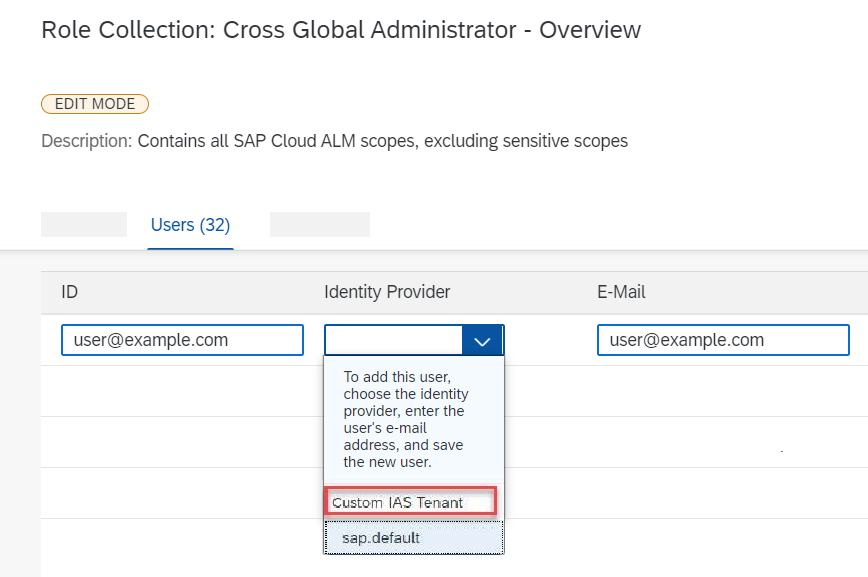 Role Collection: Cross Global Administrator - Overview
EDIT MODE
Description: Contains all SAP Cloud ALM scopes, excluding sensitive scopes
Users (32)
ID Identity Provider E-Mail
user@example.com user@example.com
To add this user,
choose the identity
provider, enter the
user's e-mail
address, and save
the new user.
Custom IAS Tenant
sap.default